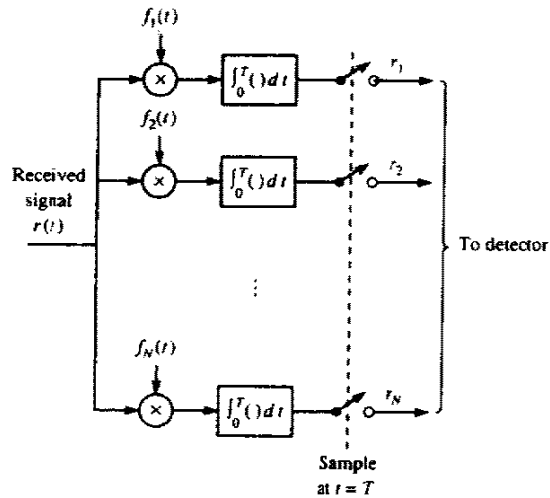 f₁(t)
× ∫₀ᵀ( ) dt r₁
f₂(t)
× ∫₀ᵀ( ) dt r₂
Received
signal
r(t)
To detector
⋮
f_N(t)
× ∫₀ᵀ( ) dt r_N
Sample
at t = T